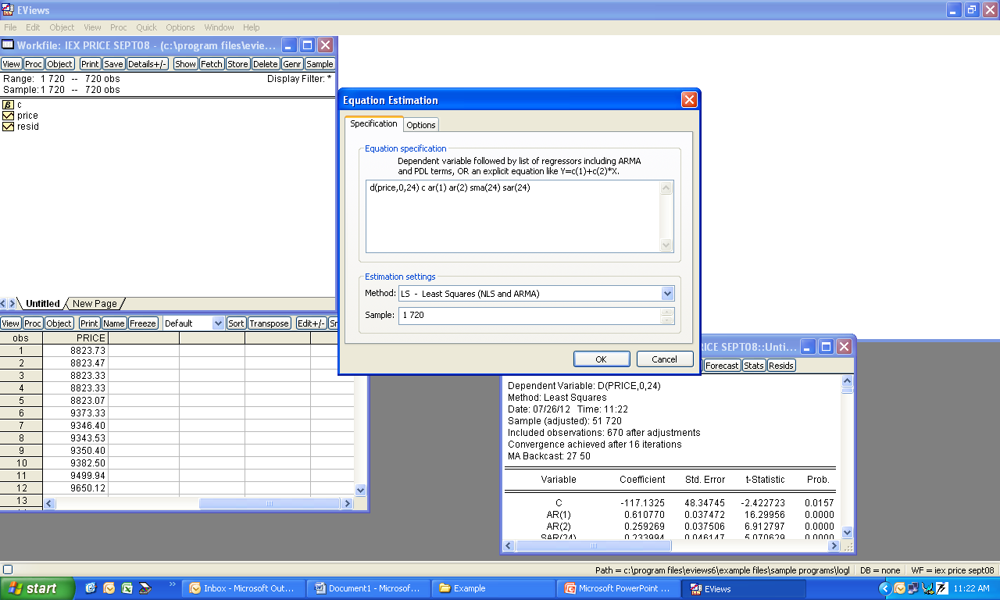 EViews
File Edit Object View Proc Quick Options Window Help
Workfile: IEX PRICE SEPT08 - (c:\program files\evie...
View Proc Object Print Save Details+/- Show Fetch Store Delete Genr Sample
Range: 1 720 -- 720 obs Display Filter: *
Sample: 1 720 -- 720 obs
c
price
resid
Untitled New Page
View Proc Object Print Name Freeze Default Sort Transpose Edit+/-
obs PRICE
1 8823.73
2 8823.47
3 8823.33
4 8823.33
5 8823.07
6 9373.33
7 9346.40
8 9343.53
9 9350.40
10 9382.50
11 9499.94
12 9650.12
13
Equation Estimation
Specification Options
Equation specification
Dependent variable followed by list of regressors including ARMA
and PDL terms, OR an explicit equation like Y=c(1)+c(2)*X.
d(price,0,24) c ar(1) ar(2) sma(24) sar(24)
Estimation settings
Method: LS - Least Squares (NLS and ARMA)
Sample: 1 720
OK Cancel
ICE SEPT08::Unti...
Forecast Stats Resids
Dependent Variable: D(PRICE,0,24)
Method: Least Squares
Date: 07/26/12 Time: 11:22
Sample (adjusted): 51 720
Included observations: 670 after adjustments
Convergence achieved after 16 iterations
MA Backcast: 27 50
Variable Coefficient Std. Error t-Statistic Prob.
C -117.1325 48.34745 -2.422723 0.0157
AR(1) 0.610770 0.037472 16.29956 0.0000
AR(2) 0.259269 0.037506 6.912797 0.0000
SAR(24) 0.233994 0.046147 5.070629 0.0000
Path = c:\program files\eviews6\example files\sample programs\logl DB = none WF = iex price sept08
start Inbox - Microsoft Out... Document1 - Microsof... Example Microsoft PowerPoint ... EViews 11:22 AM